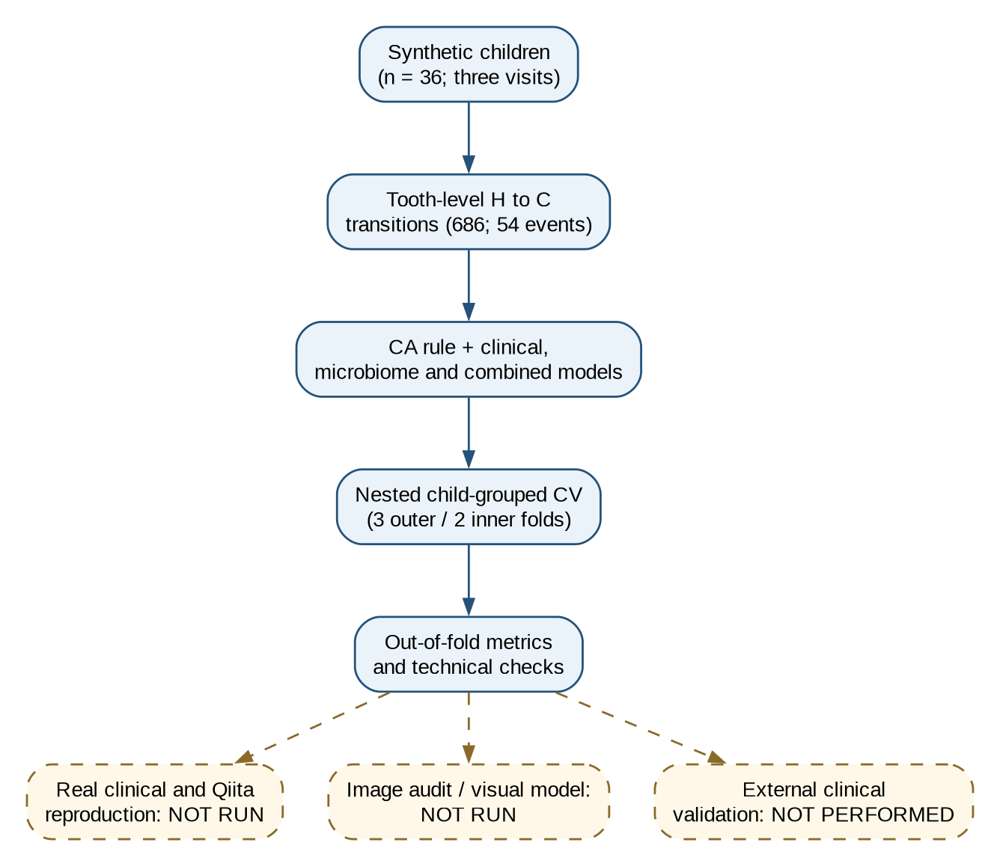 Synthetic children
(n = 36; three visits)
Tooth-level H to C
transitions (686; 54 events)
CA rule + clinical,
microbiome and combined models
Nested child-grouped CV
(3 outer / 2 inner folds)
Out-of-fold metrics
and technical checks
Real clinical and Qiita
reproduction: NOT RUN
Image audit / visual model:
NOT RUN
External clinical
validation: NOT PERFORMED